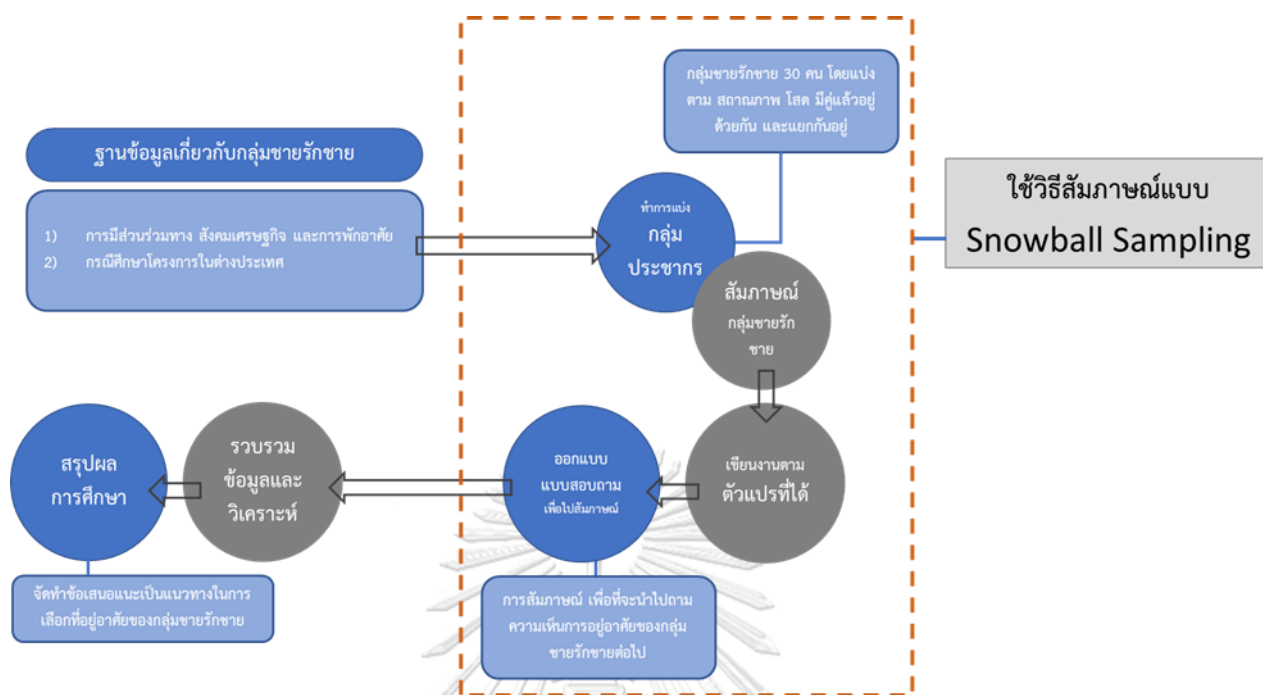 กลุ่มชายรักชาย 30 คน โดยแบ่ง
ตาม สถาณภาพ โสด มีคู่แล้วอยู่
ด้วยกัน และแยกกันอยู่
ฐานข้อมูลเกี่ยวกับกลุ่มชายรักชาย
1) การมีส่วนร่วมทาง สังคมเศรษฐกิจ และการพักอาศัย
2) กรณีศึกษาโครงการในต่างประเทศ
ทำการแบ่ง
กลุ่ม
ประชากร
ใช้วิธีสัมภาษณ์แบบ
Snowball Sampling
สัมภาษณ์
กลุ่มชายรัก
ชาย
เขียนงานตาม
ตัวแปรที่ได้
ออกแบบ
แบบสอบถาม
เพื่อไปสัมภาษณ์
รวบรวม
ข้อมูลและ
วิเคราะห์
สรุปผล
การศึกษา
จัดทำข้อเสนอแนะเป็นแนวทางในการ
เลือกที่อยู่อาศัยของกลุ่มชายรักชาย
การสัมภาษณ์ เพื่อที่จะนำไปถาม
ความเห็นการอยู่อาศัยของกลุ่ม
ชายรักชายต่อไป